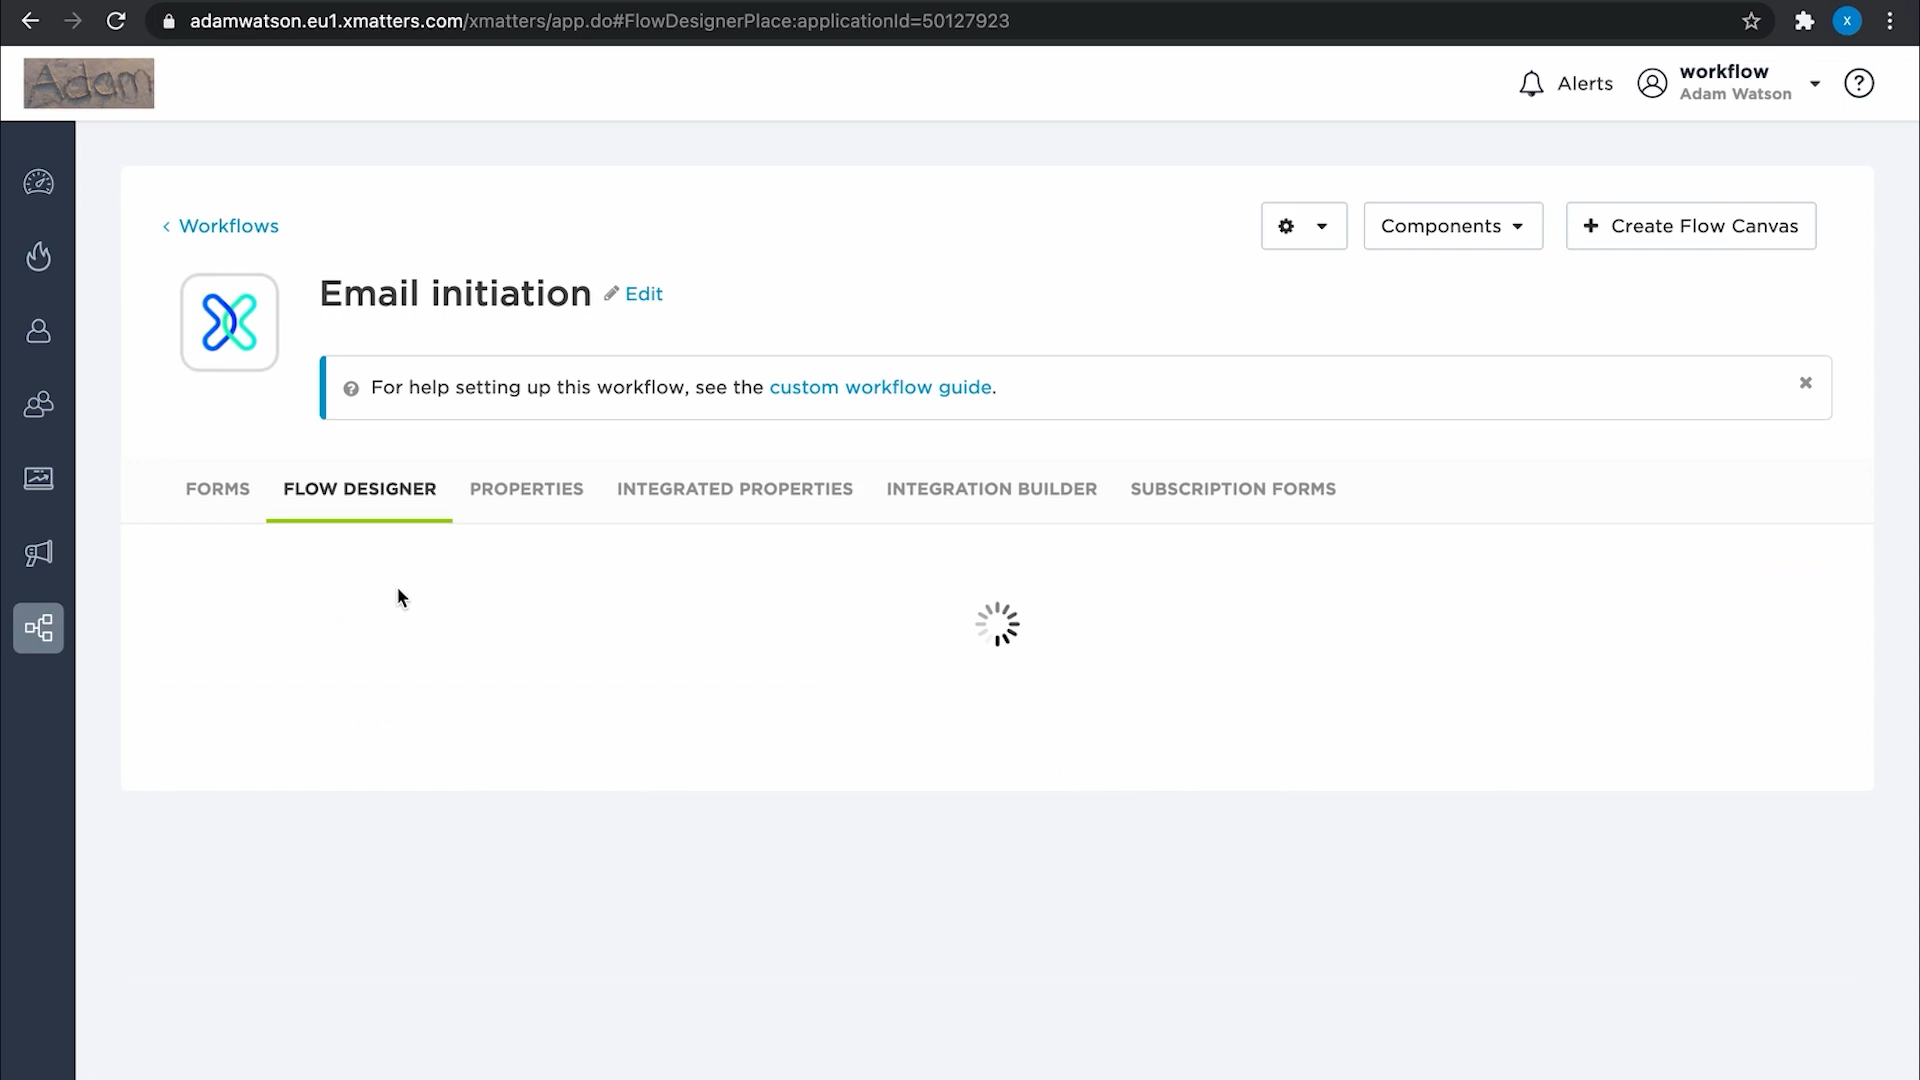 adamwatson.eu1.xmatters.com/xmatters/app.do#FlowDesignerPlace:applicationId=50127923
X
Adam
Alerts
workflow
Adam Watson
?
< Workflows
Components
+ Create Flow Canvas
Email initiation
Edit
For help setting up this workflow, see the custom workflow guide.
FORMS
FLOW DESIGNER
PROPERTIES
INTEGRATED PROPERTIES
INTEGRATION BUILDER
SUBSCRIPTION FORMS